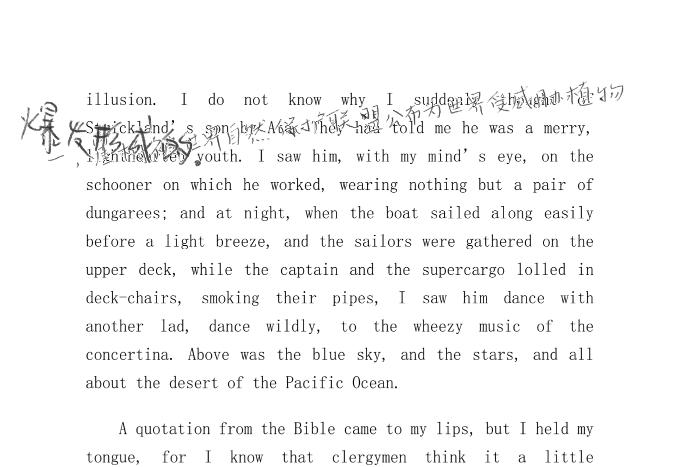 illusion. I do not know why I suddenly thought of
Strickland's son by Ata. They had told me he was a merry,
light-hearted youth. I saw him, with my mind's eye, on the
schooner on which he worked, wearing nothing but a pair of
dungarees; and at night, when the boat sailed along easily
before a light breeze, and the sailors were gathered on the
upper deck, while the captain and the supercargo lolled in
deck-chairs, smoking their pipes, I saw him dance with
another lad, dance wildly, to the wheezy music of the
concertina. Above was the blue sky, and the stars, and all
about the desert of the Pacific Ocean.
A quotation from the Bible came to my lips, but I held my
tongue, for I know that clergymen think it a little
爆发形成病。
界自然保护联盟公布为世界受威胁植物